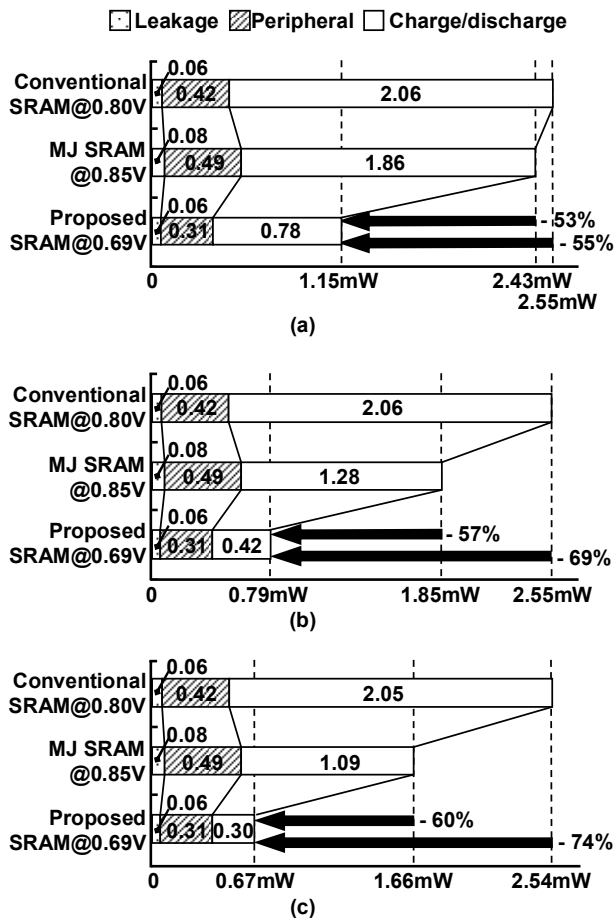 Leakage Peripheral Charge/discharge
0.06
Conventional
SRAM@0.80V
0.42 2.06
0.08
MJ SRAM
@0.85V
0.49 1.86
0.06
Proposed
SRAM@0.69V
0.31 0.78
- 53%
- 55%
0 1.15mW 2.43mW
2.55mW
(a)
0.06
Conventional
SRAM@0.80V
0.42 2.06
0.08
MJ SRAM
@0.85V
0.49 1.28
0.06
Proposed
SRAM@0.69V
0.31 0.42
- 57%
- 69%
0 0.79mW 1.85mW 2.55mW
(b)
0.06
Conventional
SRAM@0.80V
0.42 2.05
0.08
MJ SRAM
@0.85V
0.49 1.09
0.06
Proposed
SRAM@0.69V
0.31 0.30
- 60%
- 74%
0 0.67mW 1.66mW 2.54mW
(c)